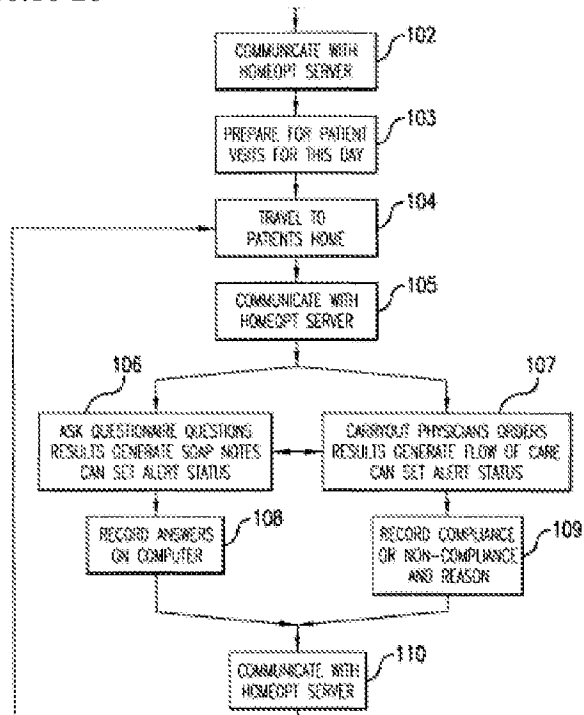 102
COMMUNICATE WITH
HOMEOPT SERVER
103
PREPARE FOR PATIENT
VISITS FOR THIS DAY
104
TRAVEL TO
PATIENTS HOME
105
COMMUNICATE WITH
HOMEOPT SERVER
106
107
ASK QUESTIONAIRE QUESTIONS
RESULTS GENERATE SOAP NOTES
CAN SET ALERT STATUS
CARRYOUT PHYSICIANS ORDERS
RESULTS GENERATE FLOW OF CARE
CAN SET ALERT STATUS
108
RECORD ANSWERS
ON COMPUTER
109
RECORD COMPLIANCE
OR NON-COMPLIANCE
AND REASON
110
COMMUNICATE WITH
HOMEOPT SERVER